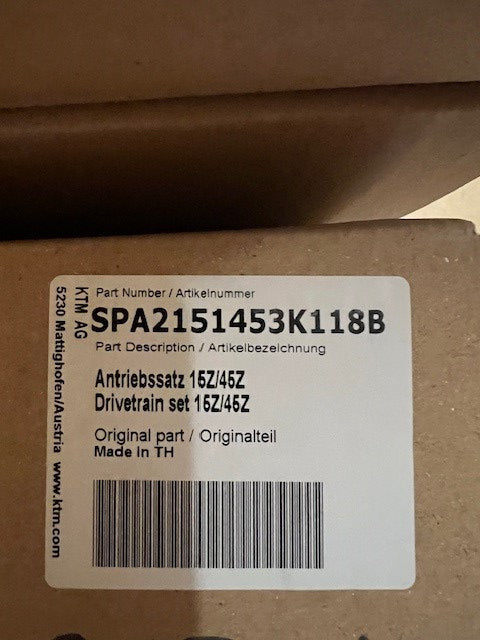 Part Number / Artikelnummer
SPA2151453K118B
Part Description / Artikelbezeichnung
Antriebssatz 15Z/45Z
Drivetrain set 15Z/45Z
Original part / Originalteil
Made In TH
KTM AG
5230 Mattighofen/Austria www.ktm.com